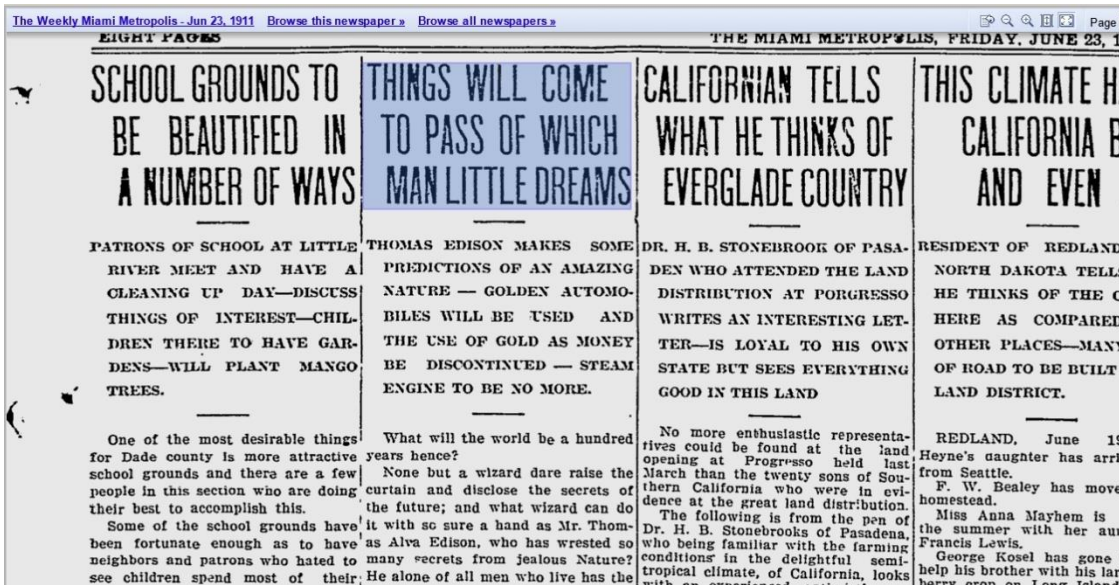 The Weekly Miami Metropolis - Jun 23, 1911 Browse this newspaper » Browse all newspapers » Page
EIGHT PAGES THE MIAMI METROPOLIS, FRIDAY, JUNE 23, 1
SCHOOL GROUNDS TO
BE BEAUTIFIED IN
A NUMBER OF WAYS
PATRONS OF SCHOOL AT LITTLE
RIVER MEET AND HAVE A
CLEANING UP DAY—DISCUSS
THINGS OF INTEREST—CHIL-
DREN THERE TO HAVE GAR-
DENS—WILL PLANT MANGO
TREES.
One of the most desirable things
for Dade county is more attractive
school grounds and there are a few
people in this section who are doing
their best to accomplish this.
Some of the school grounds have
been fortunate enough as to have
neighbors and patrons who hated to
see children spend most of their
THINGS WILL COME
TO PASS OF WHICH
MAN LITTLE DREAMS
THOMAS EDISON MAKES SOME
PREDICTIONS OF AN AMAZING
NATURE — GOLDEN AUTOMO-
BILES WILL BE USED AND
THE USE OF GOLD AS MONEY
BE DISCONTINUED — STEAM
ENGINE TO BE NO MORE.
What will the world be a hundred
years hence?
None but a wizard dare raise the
curtain and disclose the secrets of
the future; and what wizard can do
it with so sure a hand as Mr. Thom-
as Alva Edison, who has wrested so
many secrets from jealous Nature?
He alone of all men who live has the
CALIFORNIAN TELLS
WHAT HE THINKS OF
EVERGLADE COUNTRY
DR. H. B. STONEBROOK OF PASA-
DEN WHO ATTENDED THE LAND
DISTRIBUTION AT PORGRESSO
WRITES AN INTERESTING LET-
TER—IS LOYAL TO HIS OWN
STATE BUT SEES EVERYTHING
GOOD IN THIS LAND
No more enthusiastic representa-
tives could be found at the land
opening at Progresso held last
March than the twenty sons of Sou-
thern California who were in evi-
dence at the great land distribution.
The following is from the pen of
Dr. H. B. Stonebrooks of Pasadena,
who being familiar with the farming
conditions in the delightful semi-
tropical climate, of California, looks
THIS CLIMATE H
CALIFORNIA B
AND EVEN
RESIDENT OF REDLAND
NORTH DAKOTA TELL
HE THINKS OF THE C
HERE AS COMPARED
OTHER PLACES—MANY
OF ROAD TO BE BUILT
LAND DISTRICT.
REDLAND, June 19
Heyne's daughter has arri
from Seattle.
F. W. Bealey has move
homestead.
Miss Anna Mayhem is
the summer with her au
Francis Lewis.
George Kosel has gone
help his brother with his la